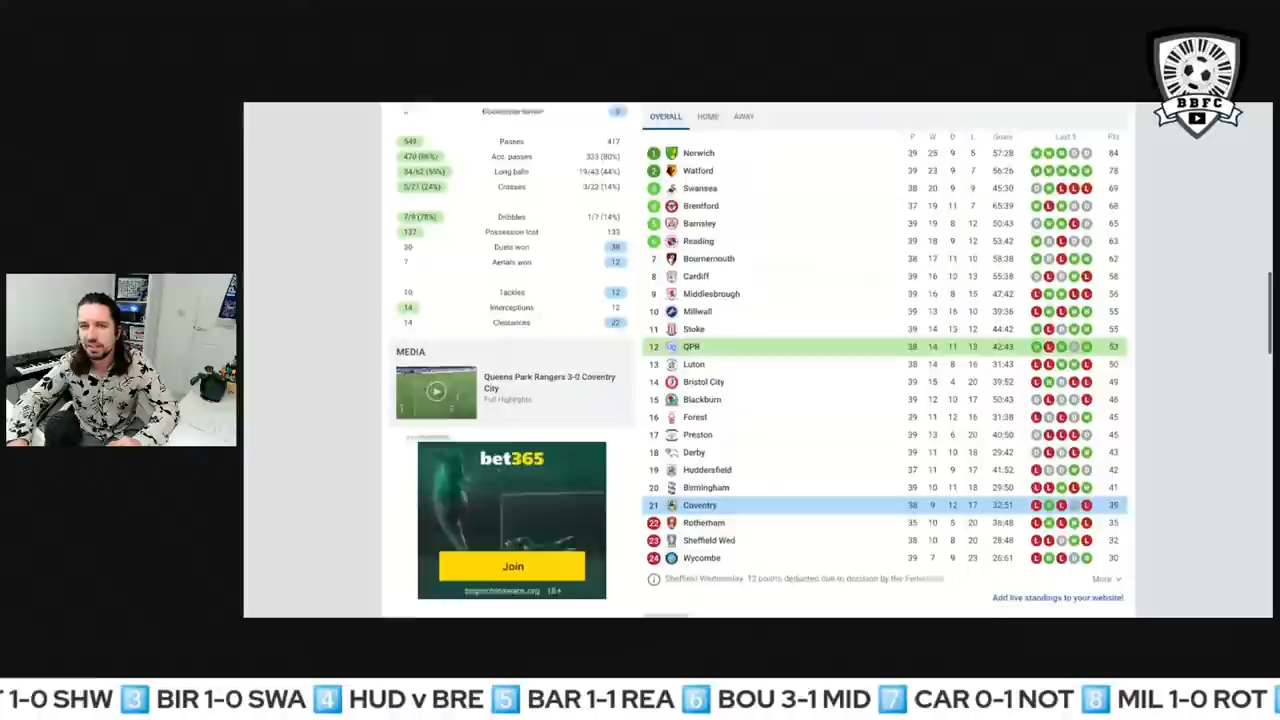 BBFC
549 Passes 417
470 (86%) Acc. passes 333 (80%)
34/62 (55%) Long balls 19/43 (44%)
5/21 (24%) Crosses 3/22 (14%)
7/9 (78%) Dribbles 1/7 (14%)
137 Possession lost 133
30 Duels won 38
7 Aerials won 12
10 Tackles 12
14 Interceptions 12
14 Clearances 22
MEDIA
Queens Park Rangers 3-0 Coventry
City
Full Highlights
bet365
Join
18+
OVERALL HOME AWAY
P W D L Goals Last 5 Pts
1 Norwich 39 25 9 5 57:28 W W W D D 84
2 Watford 39 23 9 7 56:26 W W W W W 78
3 Swansea 38 20 9 9 45:30 D W L L L 69
4 Brentford 37 19 11 7 65:39 W L W D D 68
5 Barnsley 39 19 8 12 50:43 D W W L D 65
6 Reading 39 18 9 12 53:42 W D L D D 63
7 Bournemouth 38 17 11 10 58:38 W D L W W 62
8 Cardiff 39 16 10 13 55:38 D L D W L 58
9 Middlesbrough 39 16 8 15 47:42 L W W L L 56
10 Millwall 39 13 16 10 39:36 W L L W W 55
11 Stoke 39 14 13 12 44:42 W L D W W 55
12 QPR 38 14 11 13 42:43 53
13 Luton 38 14 8 16 31:43 L L W W L 50
14 Bristol City 39 15 4 20 39:52 L W D L L 49
15 Blackburn 39 12 10 17 50:43 D L D D L 46
16 Forest 39 11 12 16 31:38 L D L D W 45
17 Preston 39 13 6 20 40:50 D L L L D 45
18 Derby 39 11 10 18 29:42 D L D L W 43
19 Huddersfield 37 11 9 17 41:52 L D D W D 42
20 Birmingham 39 10 11 18 29:50 L L W L W 41
21 Coventry 38 9 12 17 32:51 39
22 Rotherham 35 10 5 20 38:48 L W L W L 35
23 Sheffield Wed 38 10 8 20 28:48 L L D W L 32
24 Wycombe 39 7 9 23 26:61 L W L D W 30
Sheffield Wednesday: 12 points deducted due to decision by the Federation
More
Add live standings to your website!
1-0 SHW 3 BIR 1-0 SWA 4 HUD v BRE 5 BAR 1-1 REA 6 BOU 3-1 MID 7 CAR 0-1 NOT 8 MIL 1-0 ROT